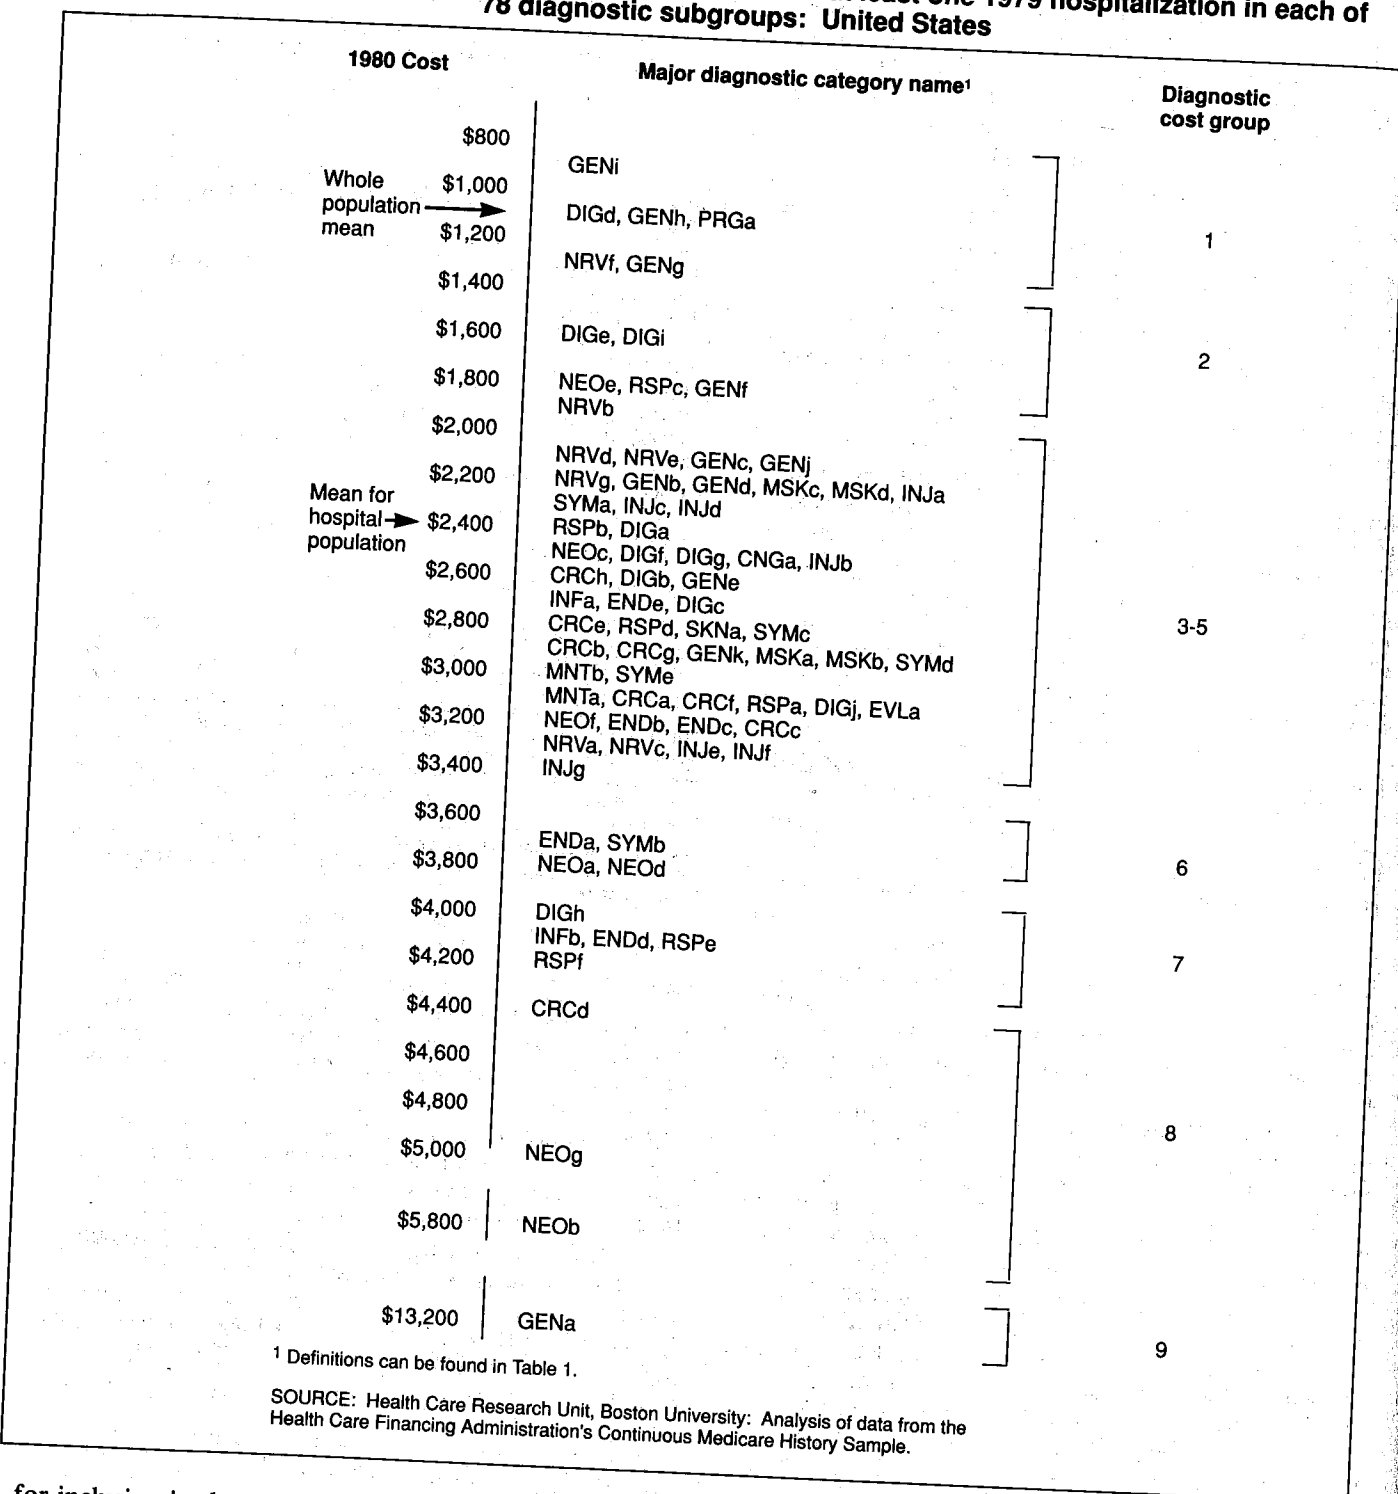 least one 1979 hospitalization in each of
78 diagnostic subgroups: United States
1980 Cost
Major diagnostic category name¹
Diagnostic
cost group
$800
GENi
Whole
population
mean
$1,000
DIGd, GENh, PRGa
$1,200
1
NRVf, GENg
$1,400
$1,600
DIGe, DIGi
2
$1,800
NEOe, RSPc, GENf
NRVb
$2,000
NRVd, NRVe, GENc, GENj
$2,200
NRVg, GENb, GENd, MSKc, MSKd, INJa
SYMa, INJc, INJd
Mean for
hospital
population
$2,400
RSPb, DIGa
NEOc, DIGf, DIGg, CNGa, INJb
$2,600
CRCh, DIGb, GENe
INFa, ENDe, DIGc
$2,800
CRCe, RSPd, SKNa, SYMc
3-5
CRCb, CRCg, GENk, MSKa, MSKb, SYMd
$3,000
MNTb, SYMe
MNTa, CRCa, CRCf, RSPa, DIGj, EVLa
$3,200
NEOf, ENDb, ENDc, CRCc
NRVa, NRVc, INJe, INJf
$3,400
INJg
$3,600
ENDa, SYMb
$3,800
NEOa, NEOd
6
$4,000
DIGh
INFb, ENDd, RSPe
$4,200
RSPf
7
$4,400
CRCd
$4,600
$4,800
8
$5,000
NEOg
$5,800
NEOb
$13,200
GENa
9
¹ Definitions can be found in Table 1.
SOURCE: Health Care Research Unit, Boston University: Analysis of data from the
Health Care Financing Administration's Continuous Medicare History Sample.